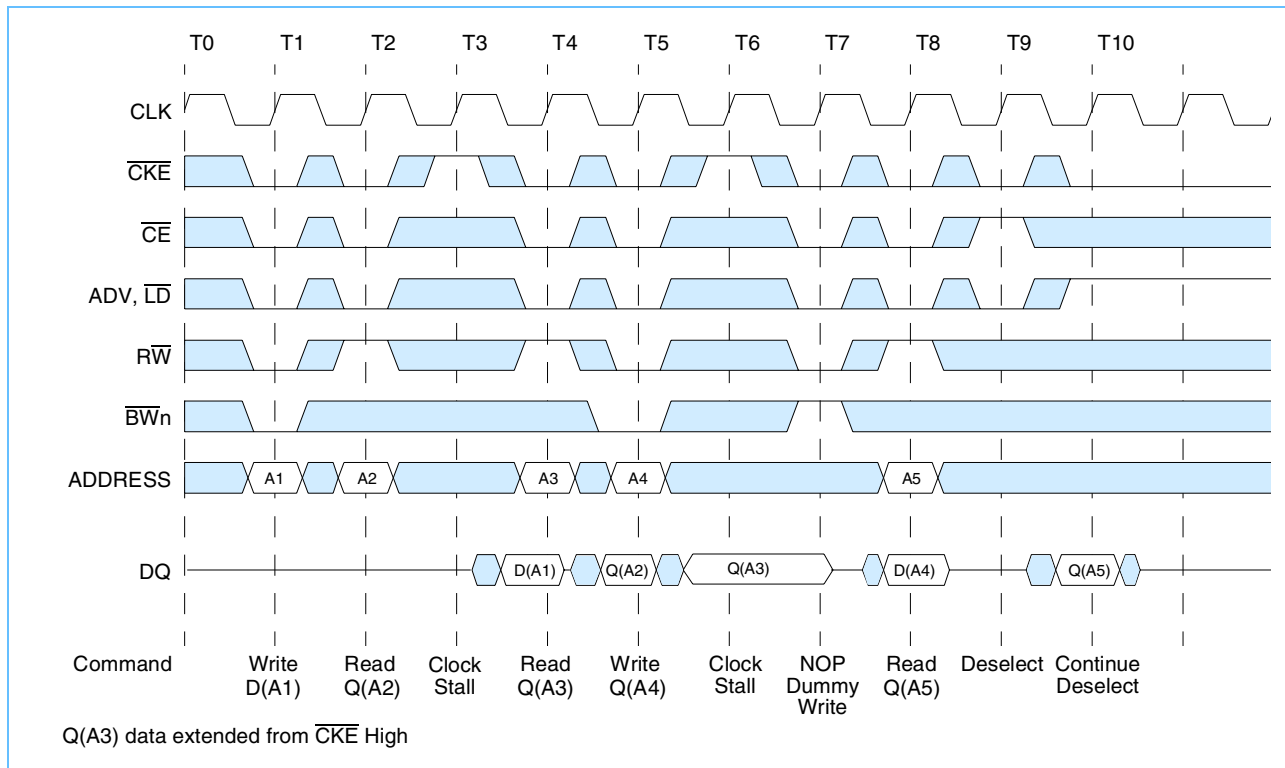 T0 T1 T2 T3 T4 T5 T6 T7 T8 T9 T10
CLK
CKE
CE
ADV, LD
RW
BWn
ADDRESS A1 A2 A3 A4 A5
DQ D(A1) Q(A2) Q(A3) D(A4) Q(A5)
Command Write Read Clock Read Write Clock NOP Read Deselect Continue
D(A1) Q(A2) Stall Q(A3) Q(A4) Stall Dummy Q(A5) Deselect
Write
Q(A3) data extended from CKE High